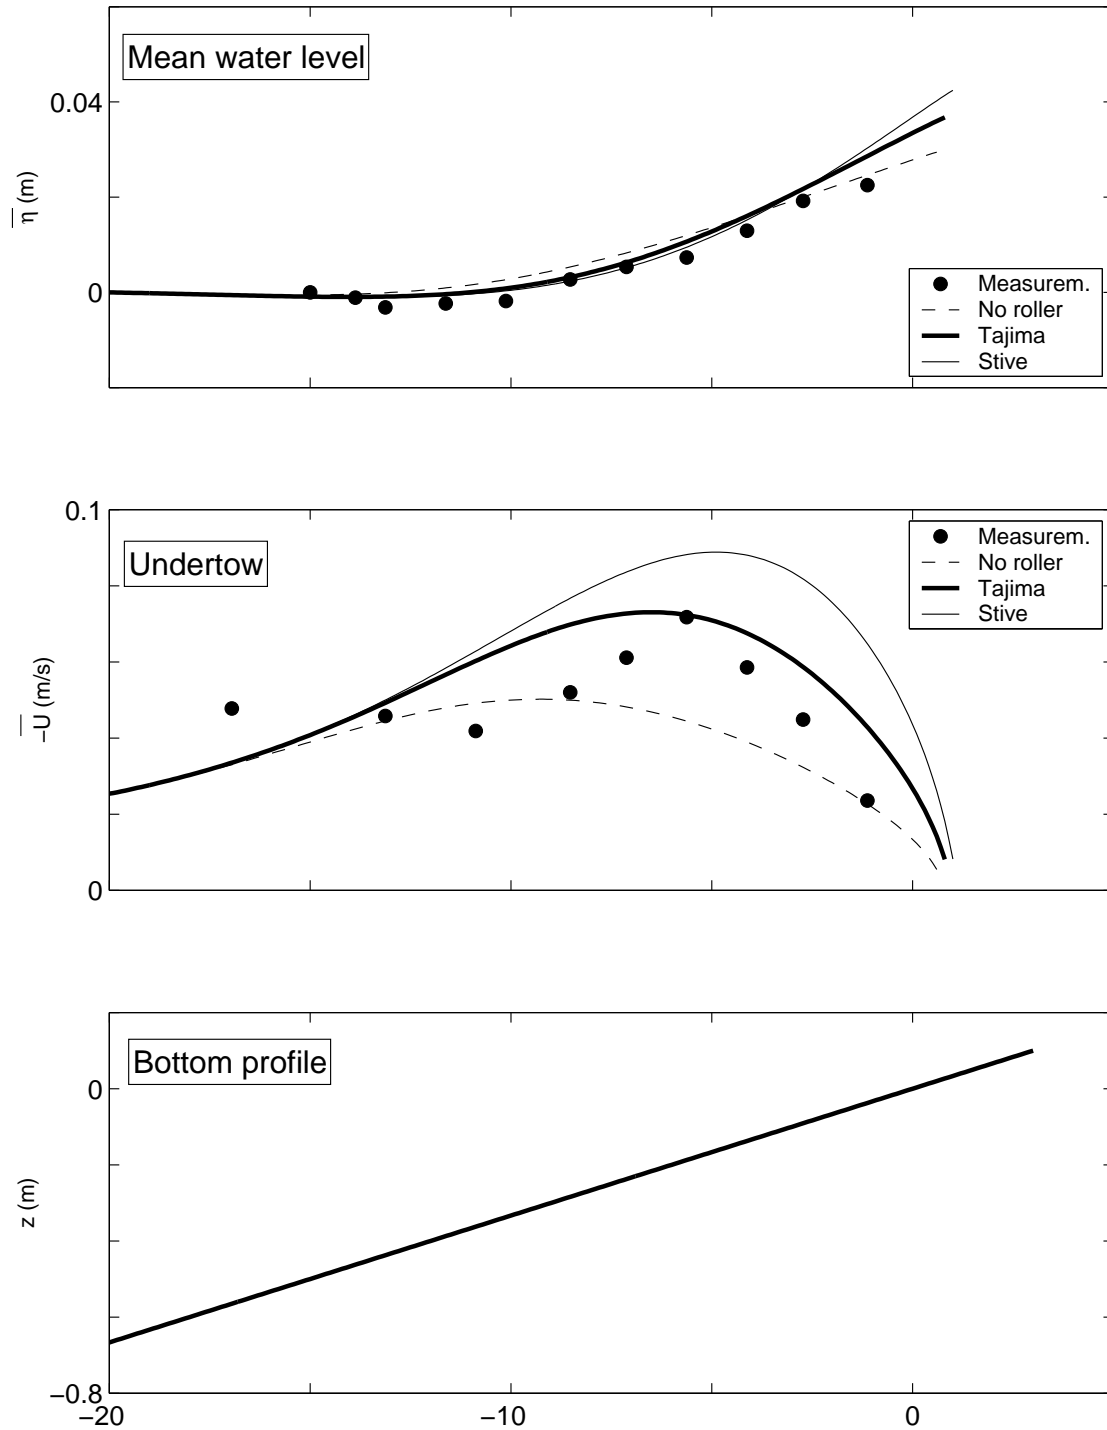 Mean water level
0.04
0
η (m)
Measurem.
No roller
Tajima
Stive
0.1
Undertow
0
−U (m/s)
Measurem.
No roller
Tajima
Stive
Bottom profile
0
z (m)
−0.8
−20
−10
0